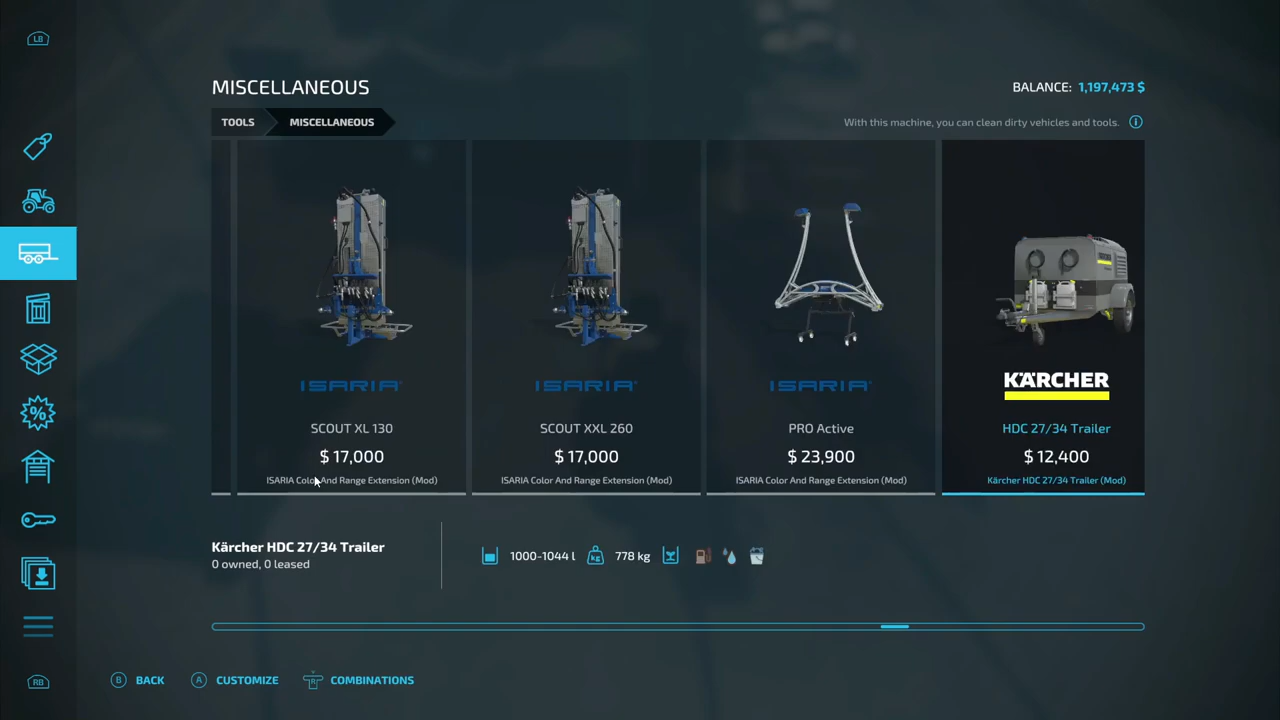 LB
MISCELLANEOUS
BALANCE: 1,197,473 $
TOOLS
MISCELLANEOUS
With this machine, you can clean dirty vehicles and tools.
ISARIA
SCOUT XL 130
$ 17,000
ISARIA Color And Range Extension (Mod)
ISARIA
SCOUT XXL 260
$ 17,000
ISARIA Color And Range Extension (Mod)
ISARIA
PRO Active
$ 23,900
ISARIA Color And Range Extension (Mod)
KÄRCHER
HDC 27/34 Trailer
$ 12,400
Kärcher HDC 27/34 Trailer (Mod)
Kärcher HDC 27/34 Trailer
0 owned, 0 leased
1000-1044 l
kg
778 kg
RB
B BACK
A CUSTOMIZE
R COMBINATIONS